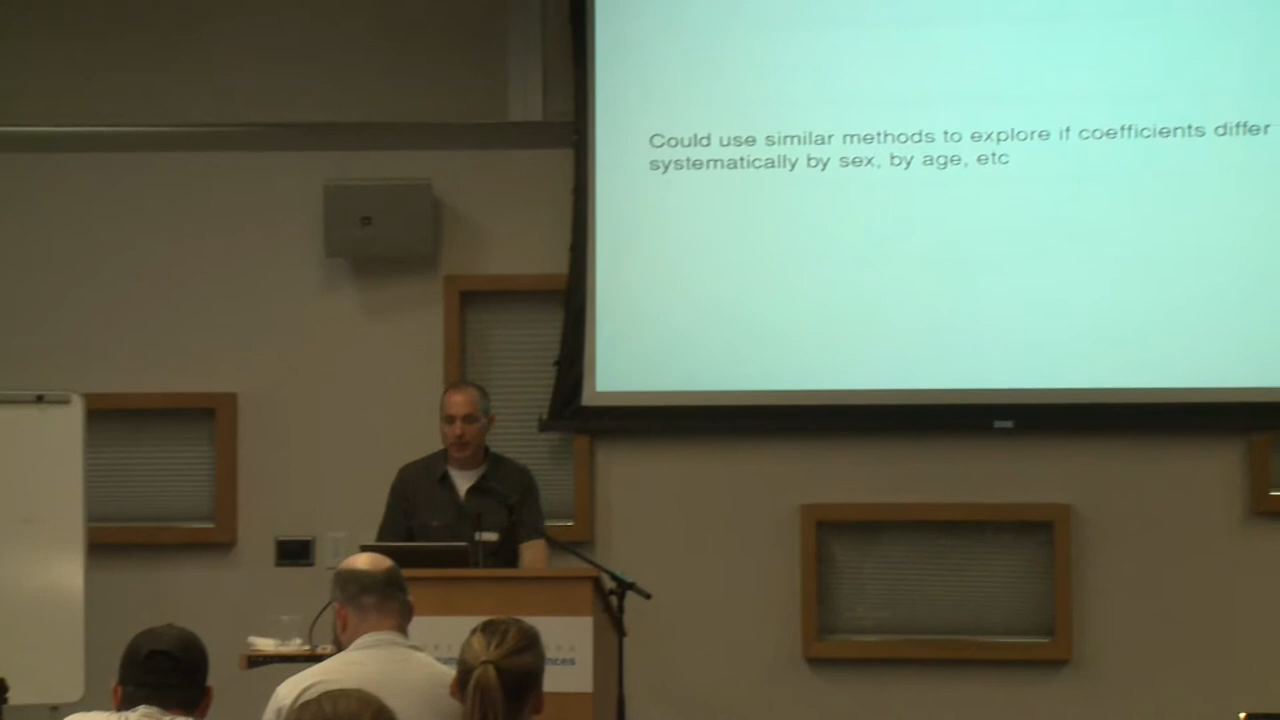 Could use similar methods to explore if coefficients differ
systematically by sex, by age, etc